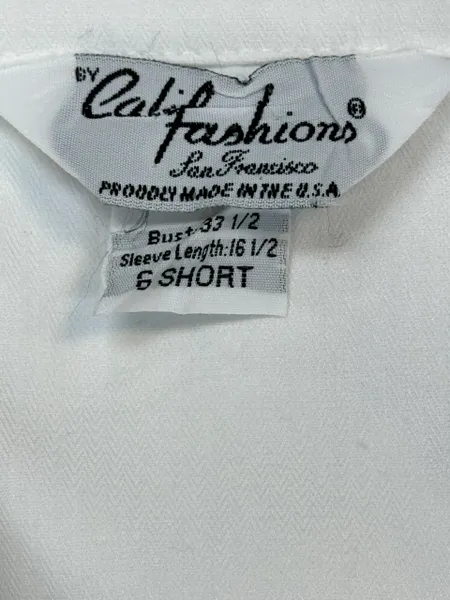 BY
Cali-fashions®
San Francisco
PROUDLY MADE IN THE U.S.A.
Bust: 33 1/2
Sleeve Length: 16 1/2
6 SHORT